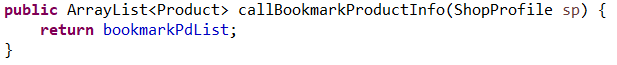 public ArrayList<Product> callBookmarkProductInfo(ShopProfile sp) {
    return bookmarkPdList;
}